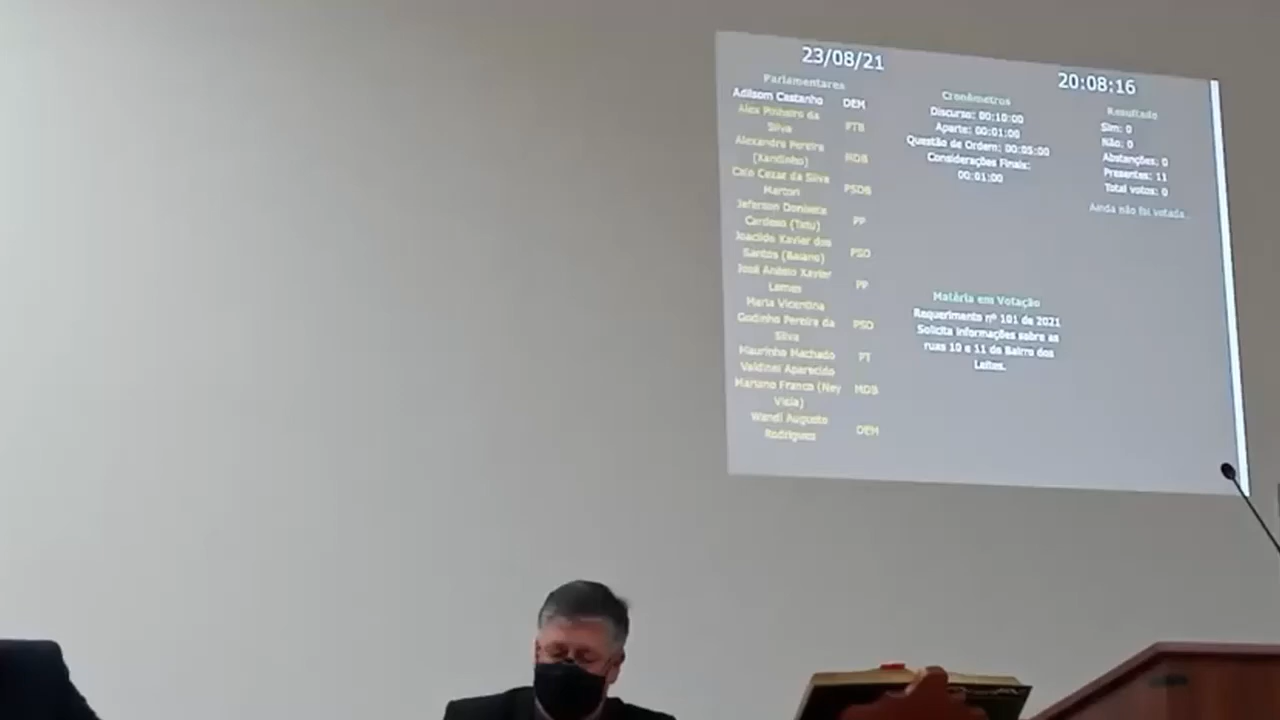 23/08/21
20:08:16
Parlamentares
Adilsom Castanho DEM
Alex Pinheiro da
Silva PTB
Alexandre Pereira
(Xandinho) MDB
Caio Cezar da Silva
Marcon PSDB
Jeferson Donisete
Cardoso (Tatu) PP
Joacildo Xavier dos
Santos (Baiano) PSD
José Anísio Xavier
Lemes PP
Maria Vicentina
Godinho Pereira da
Silva PSD
Maurinho Machado PT
Valdinei Aparecido
Mariano Franco (Ney
Viola) MDB
Wandi Augusto
Rodrigues DEM
Cronômetros
Discurso: 00:10:00
Aparte: 00:01:00
Questão de Ordem: 00:05:00
Considerações Finais:
00:01:00
Matéria em Votação
Requerimento nº 101 de 2021
Solicita informações sobre as
ruas 10 e 11 do Bairro dos
Leites.
Resultado
Sim: 0
Não: 0
Abstenções: 0
Presentes: 11
Total votos: 0
Ainda não foi votada.